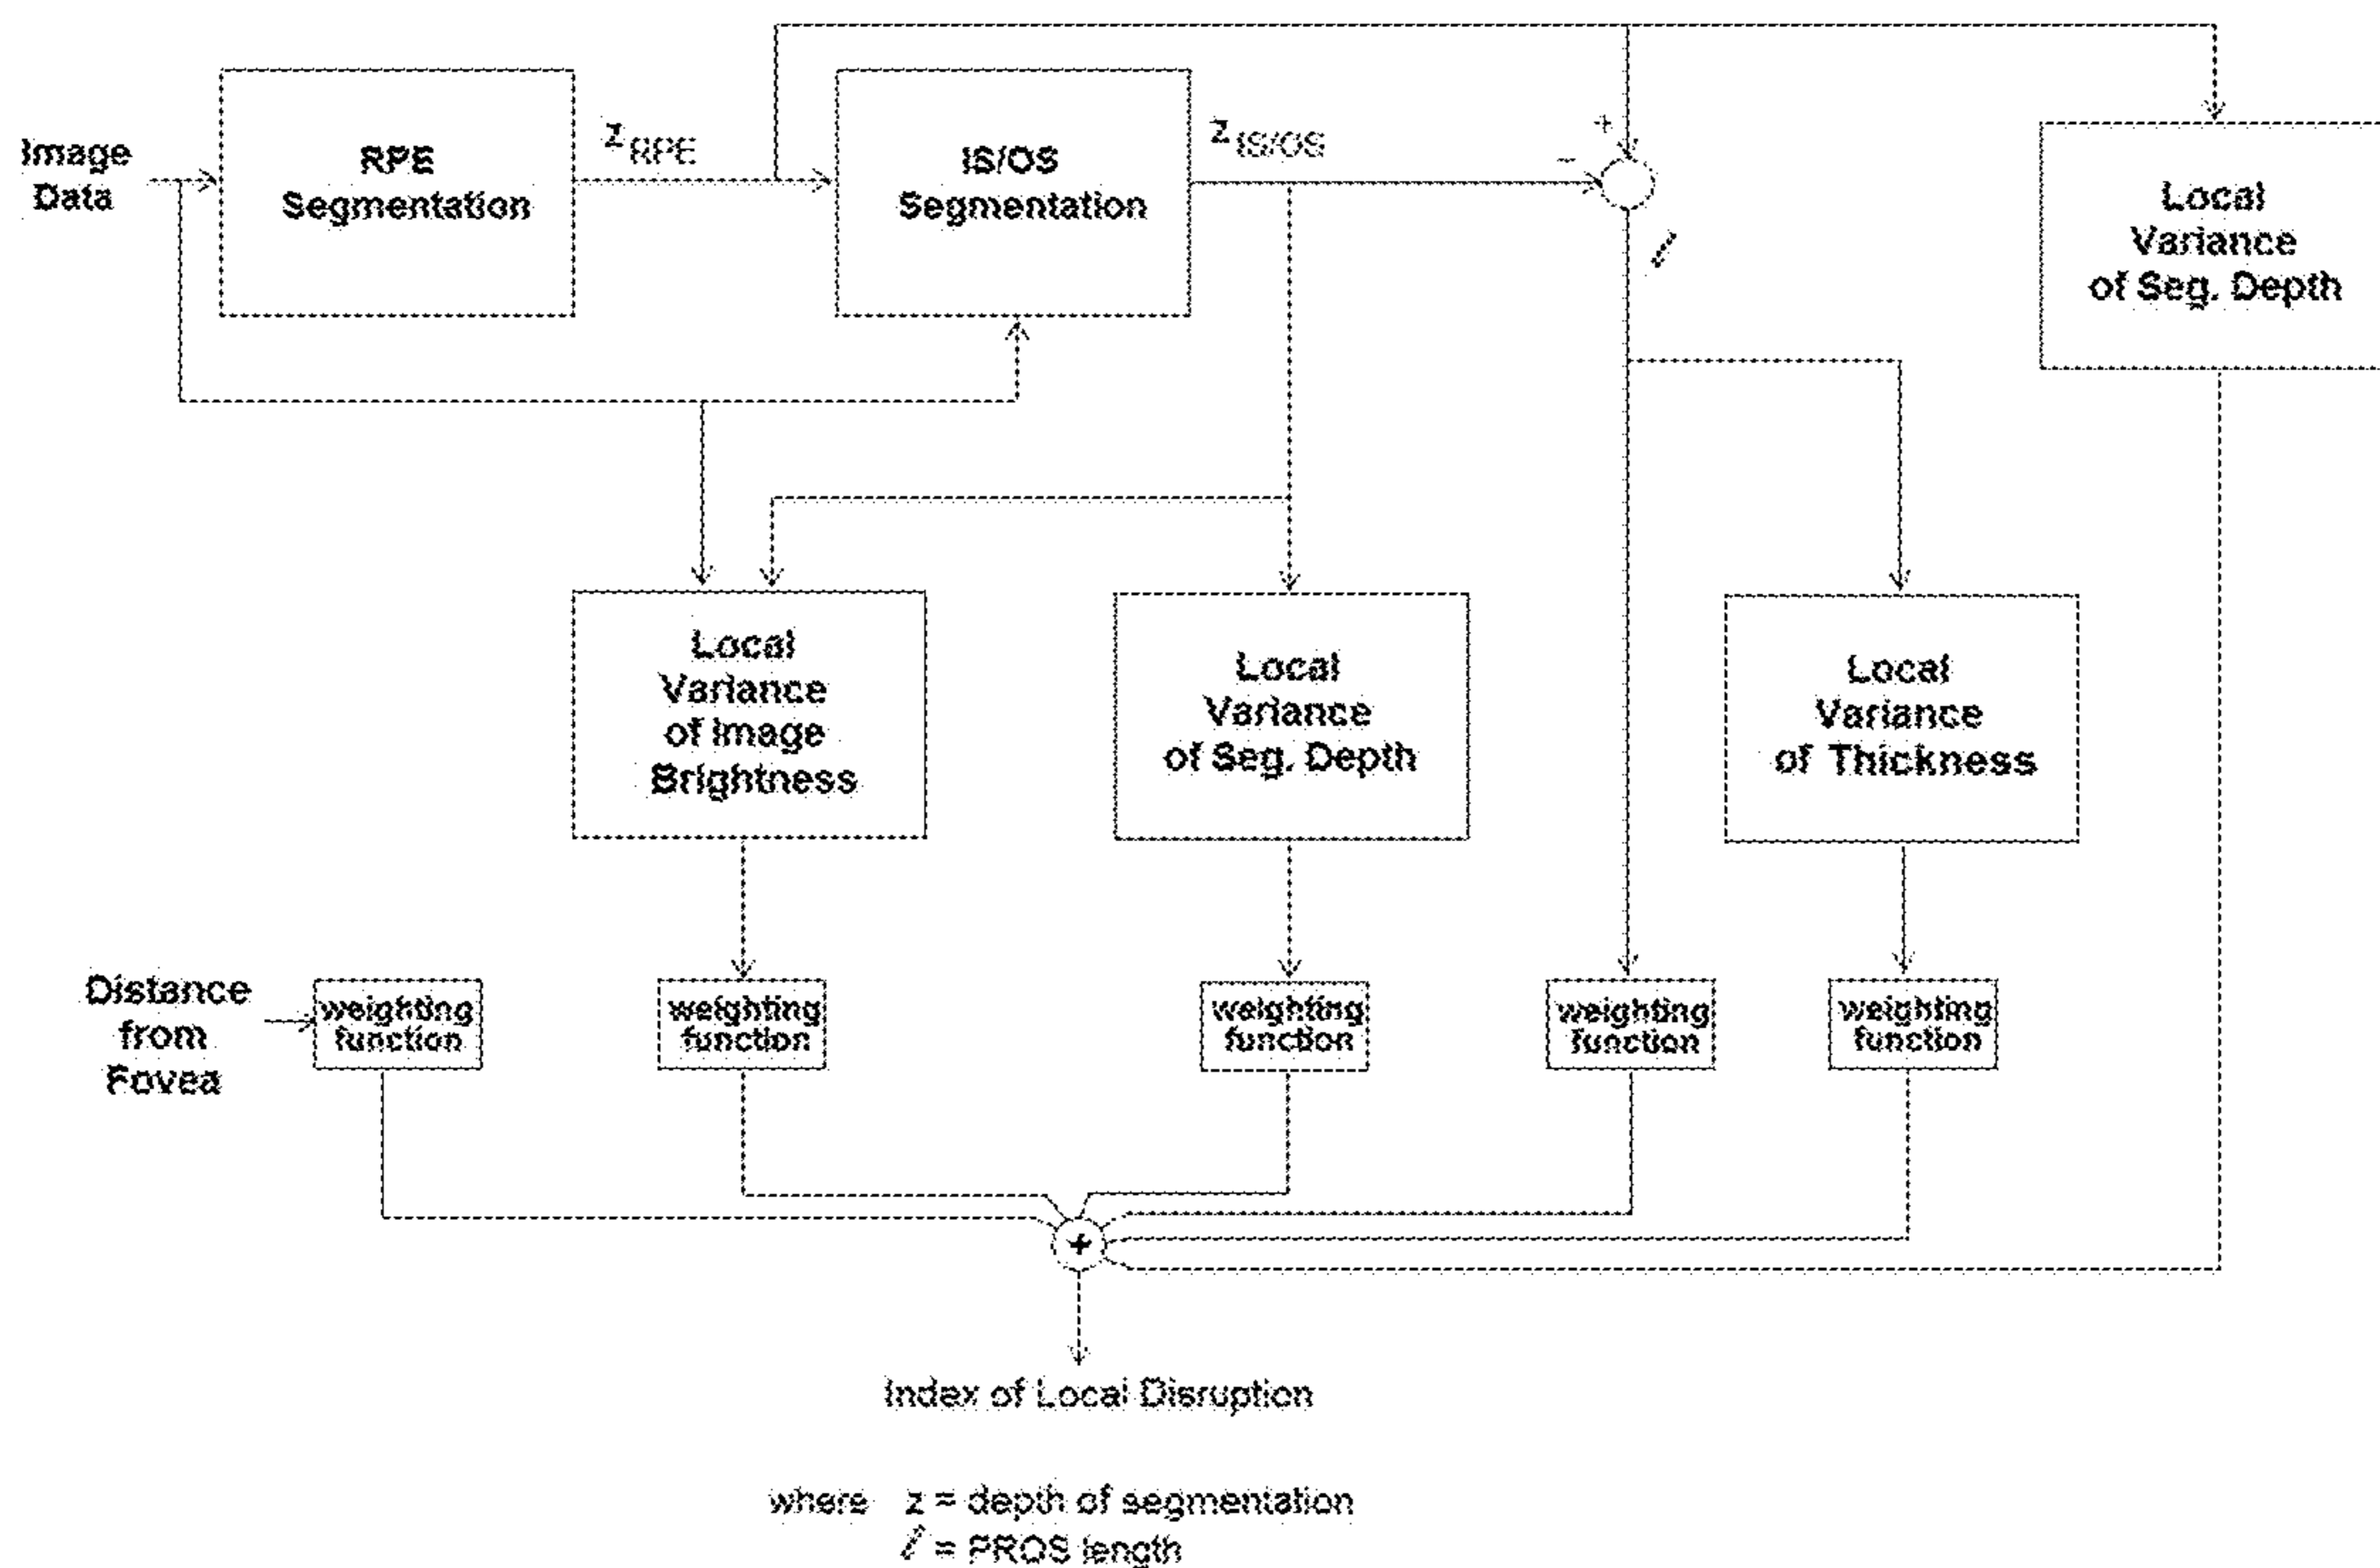 Image
Data
RPE
Segmentation
z RPE
IS/OS
Segmentation
z IS/OS
+
−
ℓ
Local
Variance
of Seg. Depth
Local
Variance
of Image
Brightness
Local
Variance
of Seg. Depth
Local
Variance
of Thickness
Distance
from
Fovea
weighting
function
weighting
function
weighting
function
weighting
function
weighting
function
+
Index of Local Disruption
where z = depth of segmentation
ℓ = PROS length